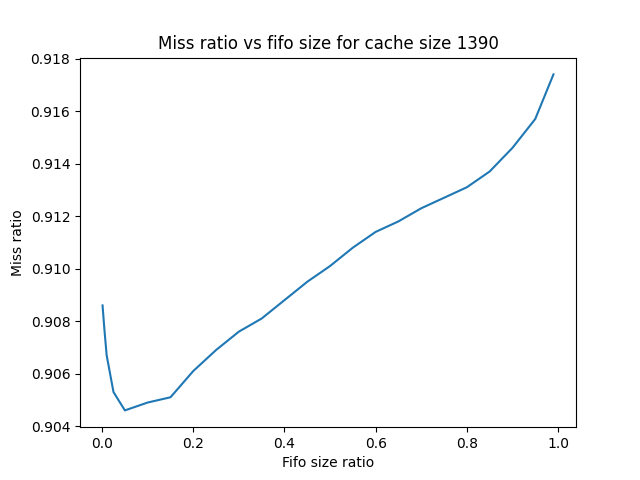 Miss ratio vs fifo size for cache size 1390
0.918
0.916
0.914
0.912
0.910
0.908
0.906
0.904
Miss ratio
0.0 0.2 0.4 0.6 0.8 1.0
Fifo size ratio